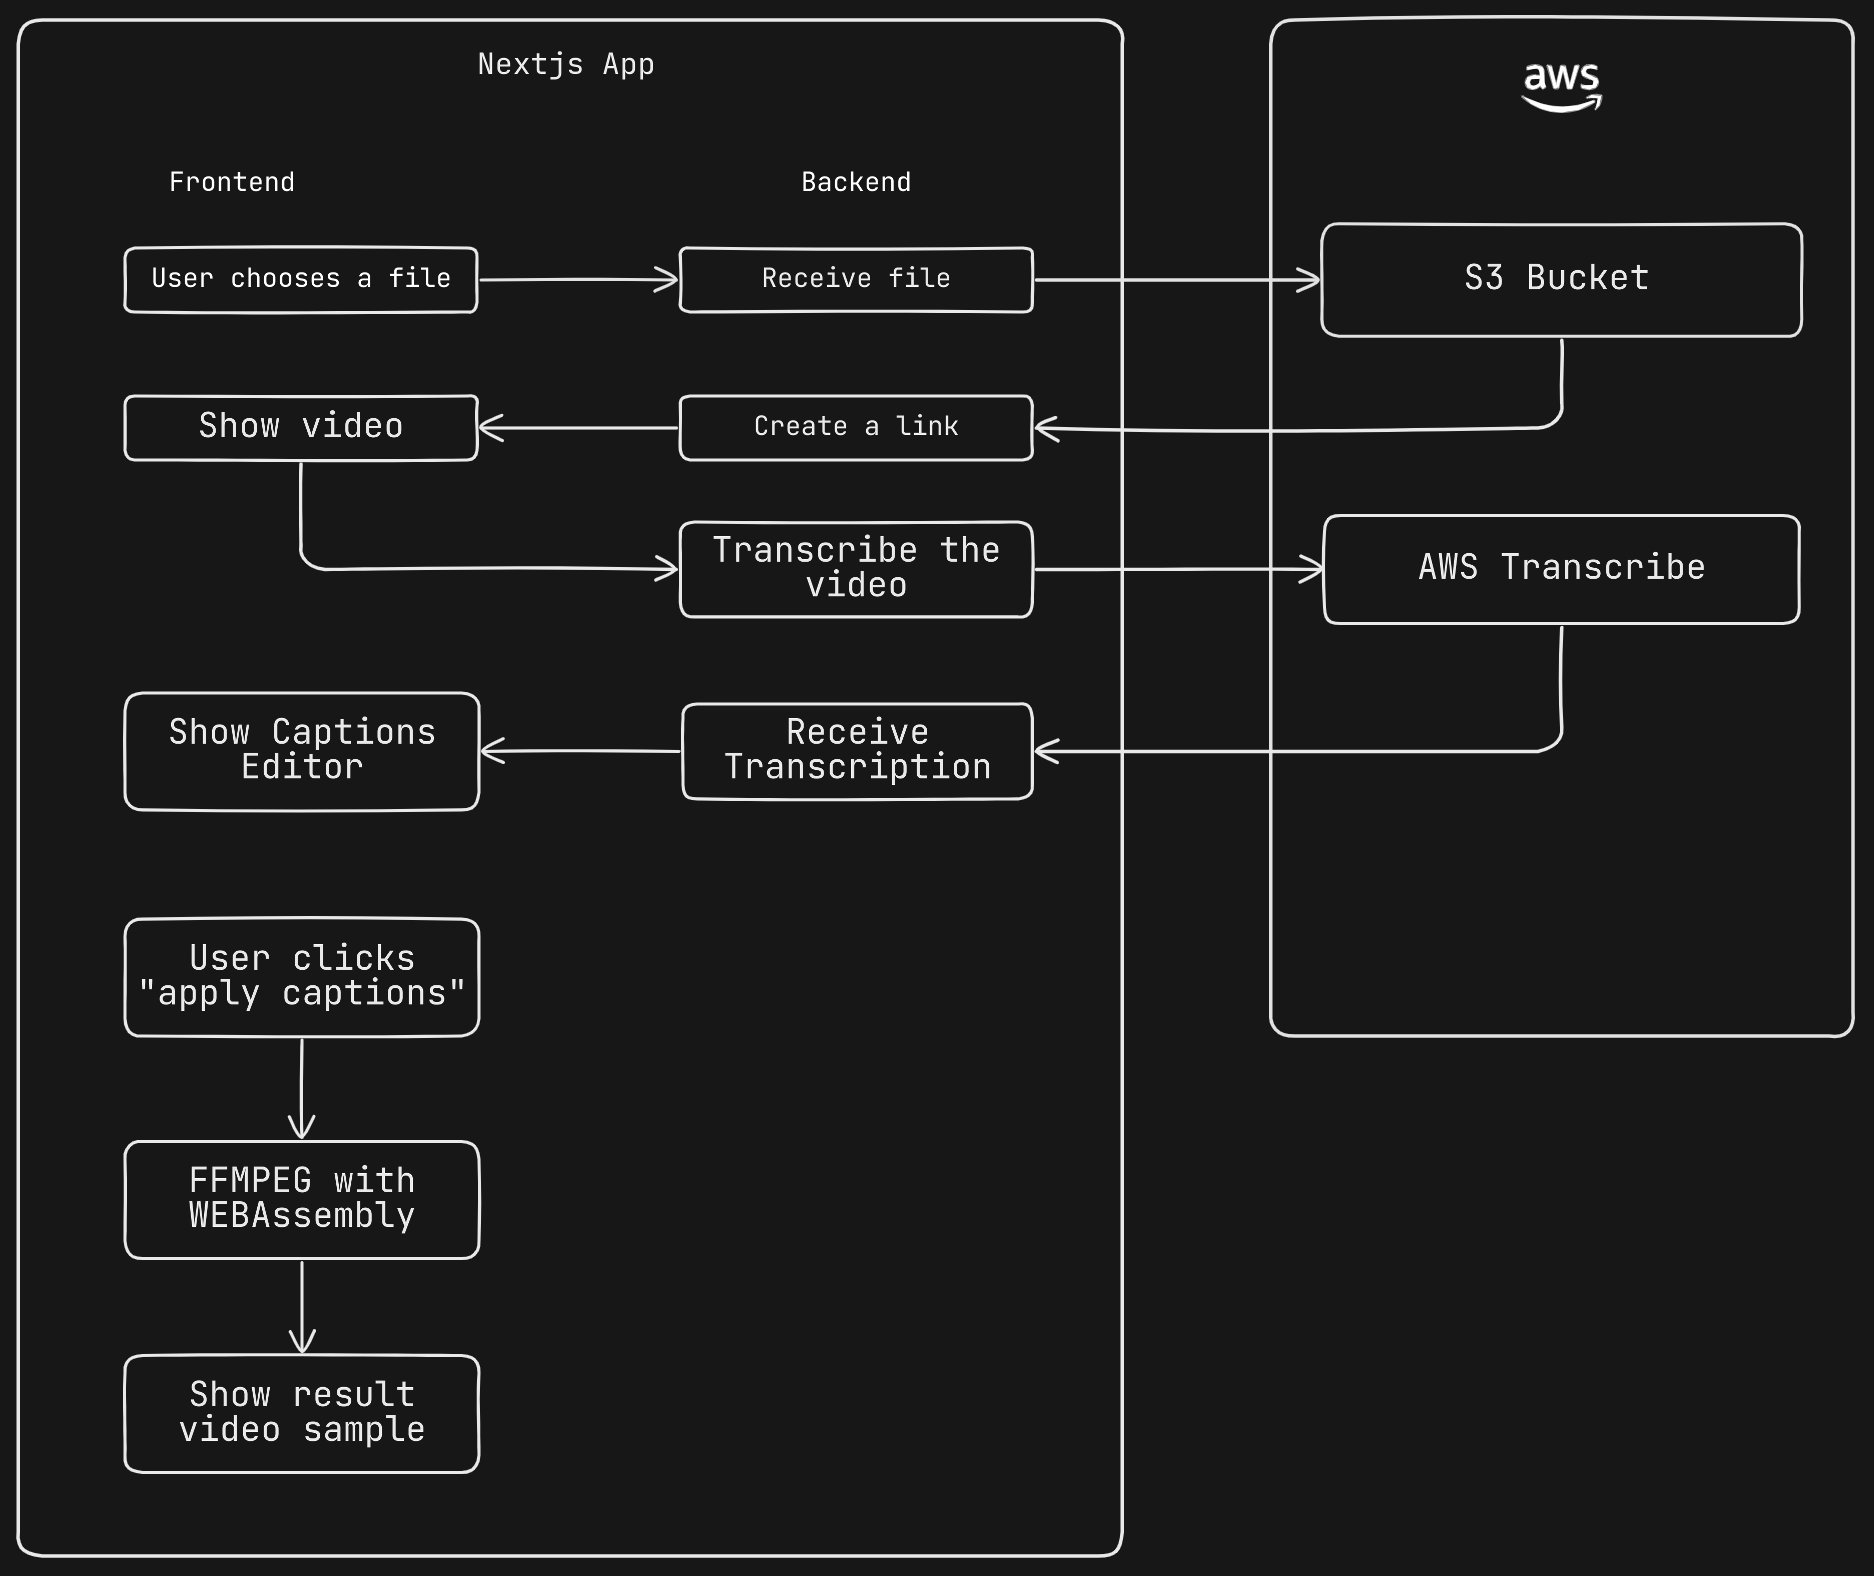 Nextjs App
aws
Frontend
Backend
User chooses a file
Receive file
S3 Bucket
Show video
Create a link
Transcribe the
video
AWS Transcribe
Show Captions
Editor
Receive
Transcription
User clicks
"apply captions"
FFMPEG with
WEBAssembly
Show result
video sample